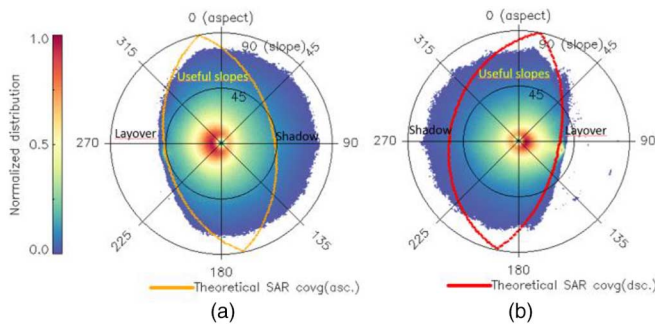 Normalized distribution
1.0
0.5
0.0
0 (aspect)
90 (slope)
315
45
Useful slopes
45
270
Layover
Shadow
90
225
135
180
Theoretical SAR covg(asc.)
(a)
0 (aspect)
90 (slope)
315
45
Useful slopes
45
270
Shadow
Layover
90
225
135
180
Theoretical SAR covg(dsc.)
(b)